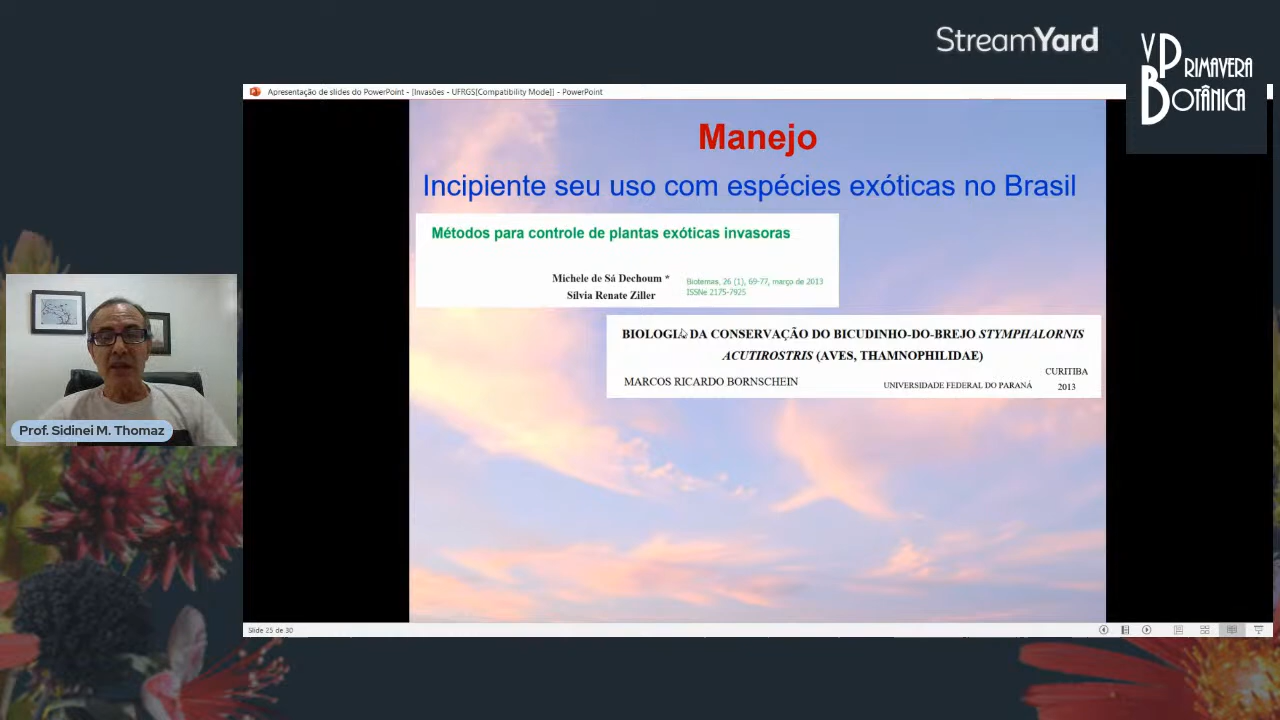 StreamYard
V PRIMAVERA
BOTÂNICA
Apresentação de slides do PowerPoint - [Invasões - UFRGS[Compatibility Mode]] - PowerPoint
Manejo
Incipiente seu uso com espécies exóticas no Brasil
Métodos para controle de plantas exóticas invasoras
Michele de Sá Dechoum *
Sílvia Renate Ziller
Biotemas, 26 (1), 69-77, março de 2013
ISSNe 2175-7925
BIOLOGIA DA CONSERVAÇÃO DO BICUDINHO-DO-BREJO STYMPHALORNIS
ACUTIROSTRIS (AVES, THAMNOPHILIDAE)
MARCOS RICARDO BORNSCHEIN
UNIVERSIDADE FEDERAL DO PARANÁ
CURITIBA
2013
Prof. Sidinei M. Thomaz
Slide 25 de 30